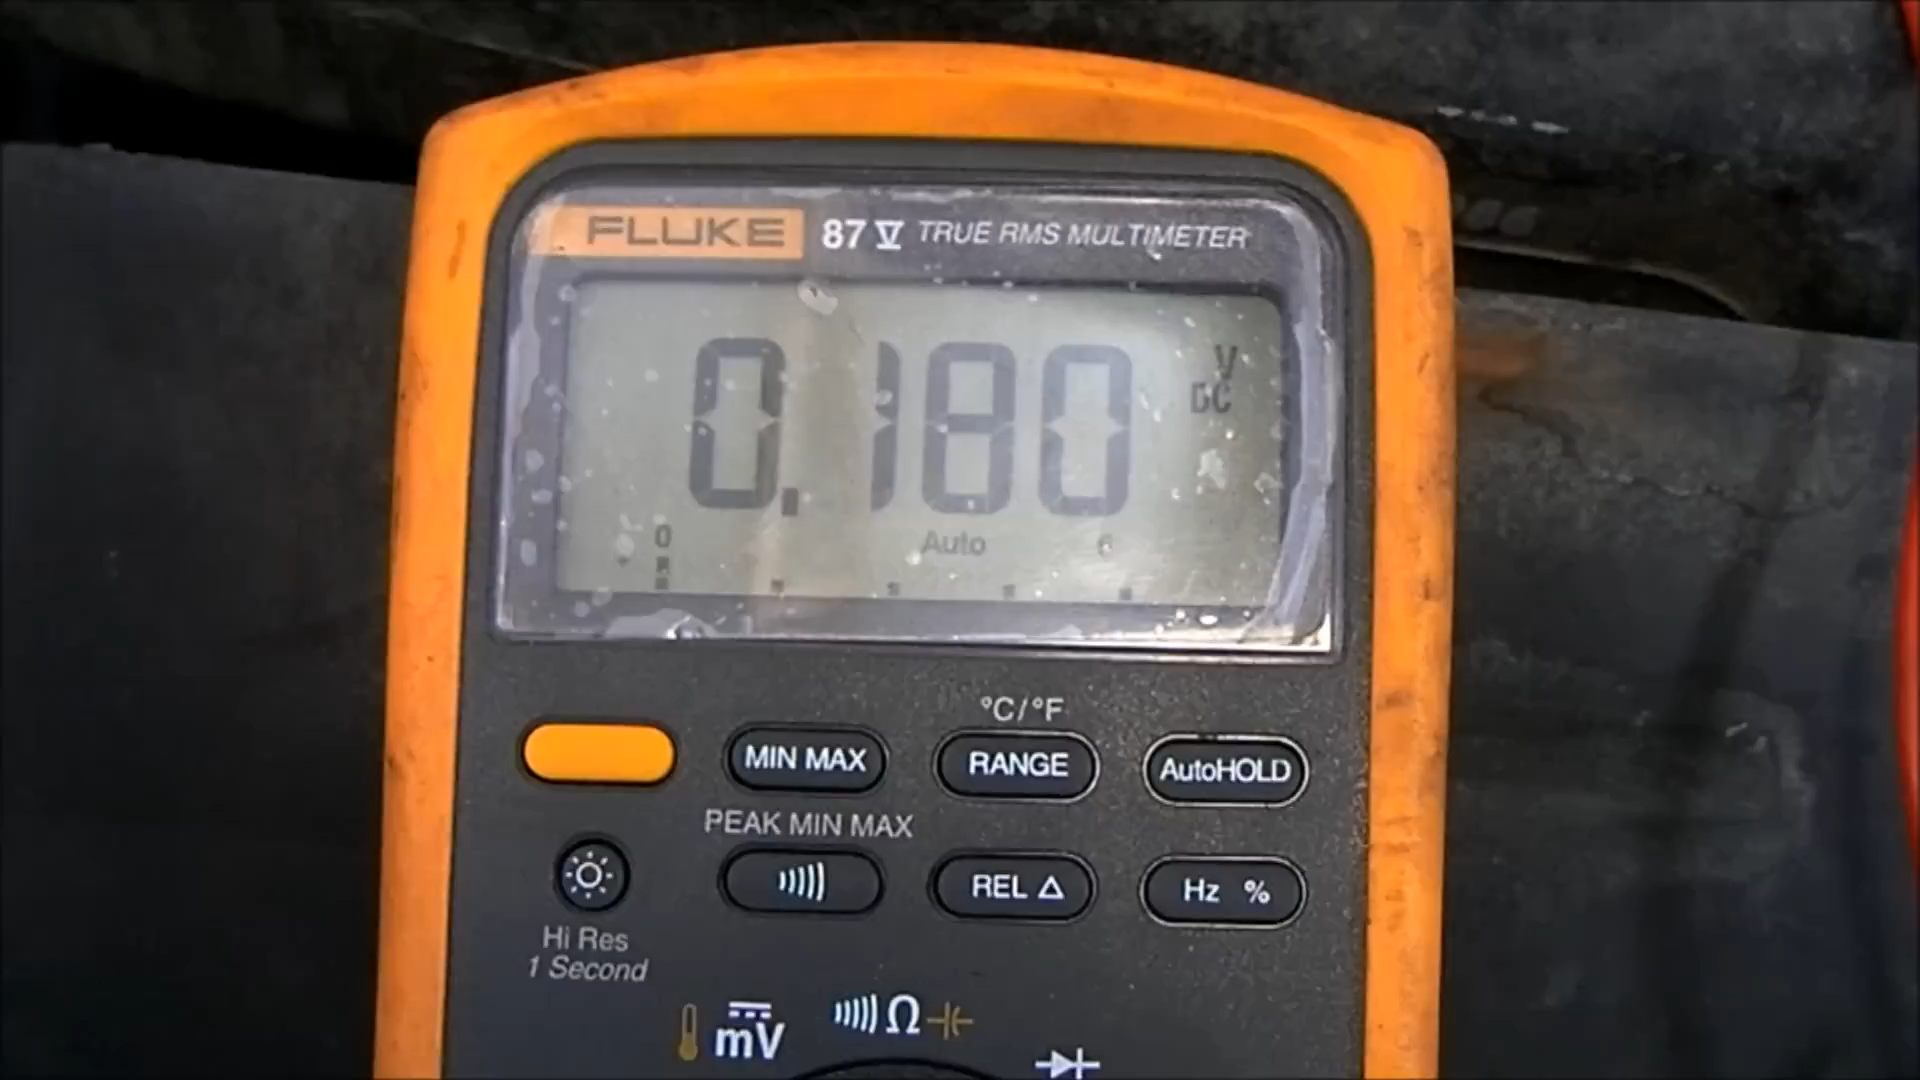 FLUKE 87 V TRUE RMS MULTIMETER
0.180 V DC
0 Auto 6
°C/°F
MIN MAX RANGE AutoHOLD
PEAK MIN MAX
REL Δ Hz %
Hi Res
1 Second
mV Ω